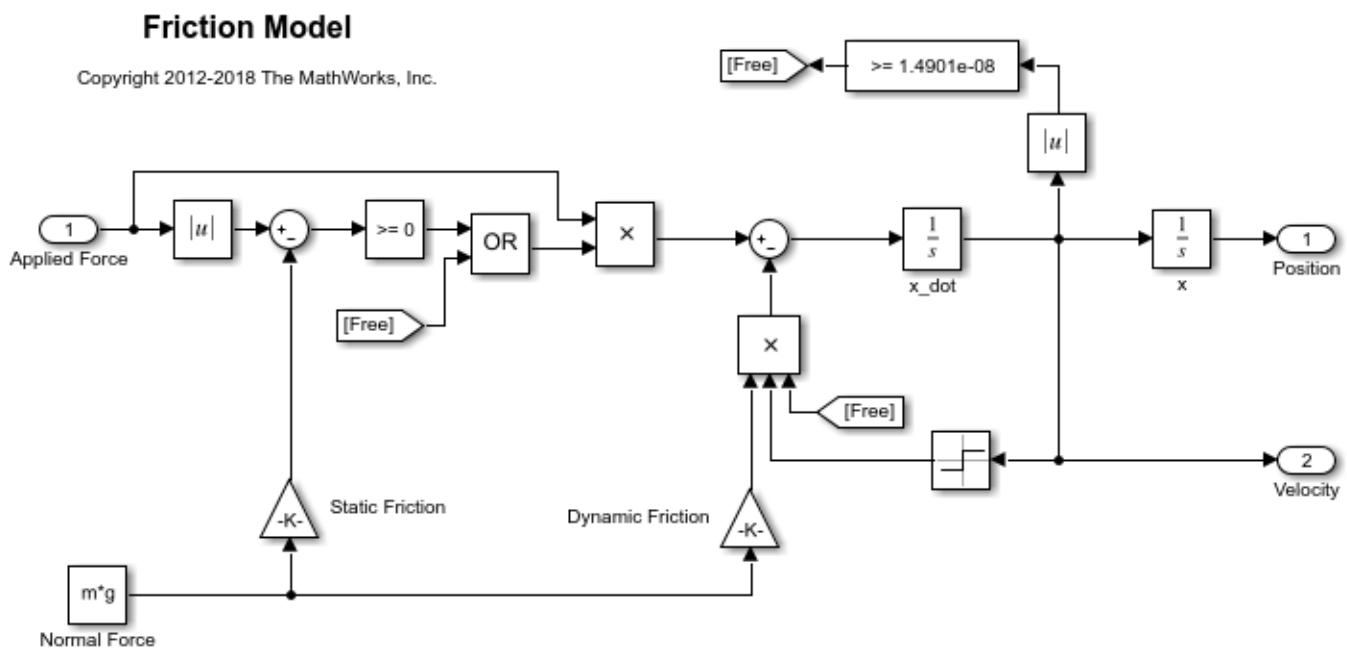 Friction Model
Copyright 2012-2018 The MathWorks, Inc.
[Free]
>= 1.4901e-08
|u|
1
Applied Force
|u|
+
-
>= 0
OR
×
[Free]
+
-
1
s
x_dot
1
s
x
1
Position
×
[Free]
2
Velocity
-K-
Static Friction
Dynamic Friction
-K-
m*g
Normal Force